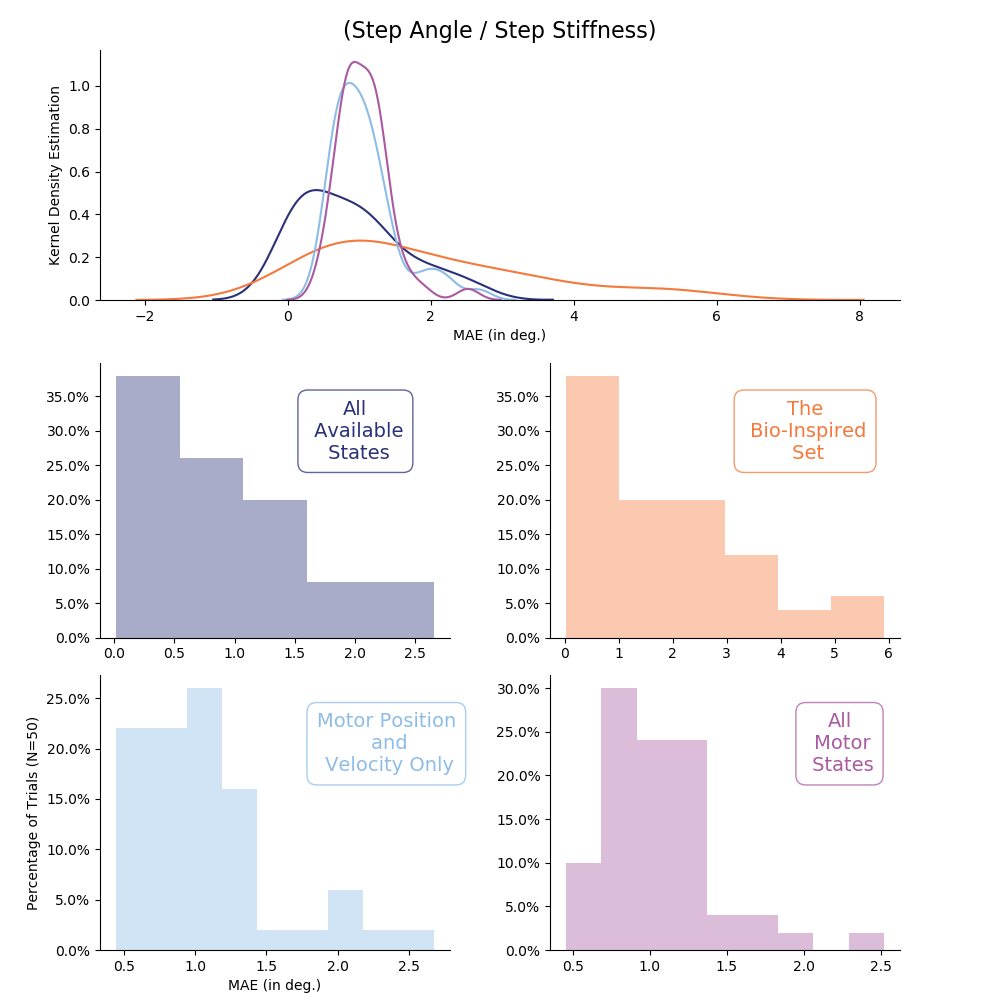 (Step Angle / Step Stiffness)
Kernel Density Estimation
1.0
0.8
0.6
0.4
0.2
0.0
−2 0 2 4 6 8
MAE (in deg.)
35.0%
30.0%
25.0%
20.0%
15.0%
10.0%
5.0%
0.0%
All
Available
States
0.0 0.5 1.0 1.5 2.0 2.5
35.0%
30.0%
25.0%
20.0%
15.0%
10.0%
5.0%
0.0%
The
Bio-Inspired
Set
0 1 2 3 4 5 6
Percentage of Trials (N=50)
25.0%
20.0%
15.0%
10.0%
5.0%
0.0%
Motor Position
and
Velocity Only
0.5 1.0 1.5 2.0 2.5
MAE (in deg.)
30.0%
25.0%
20.0%
15.0%
10.0%
5.0%
0.0%
All
Motor
States
0.5 1.0 1.5 2.0 2.5